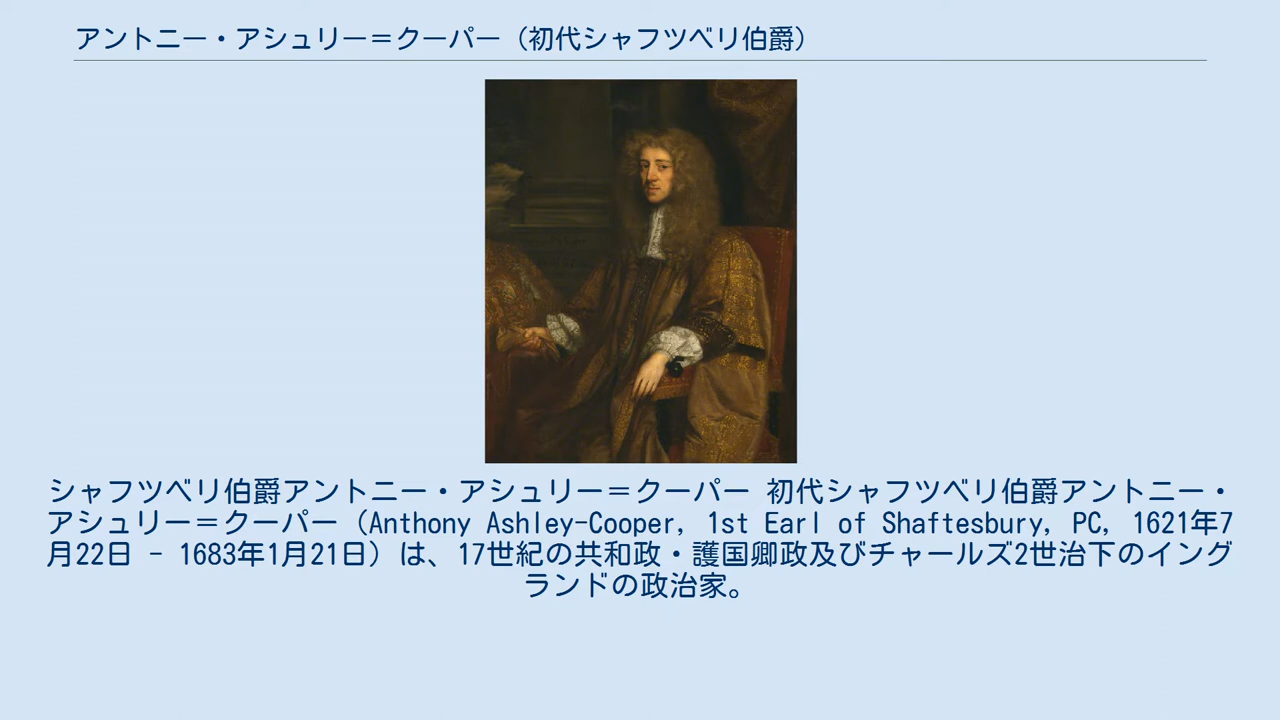 アントニー・アシュリー＝クーパー（初代シャフツベリ伯爵）
シャフツベリ伯爵アントニー・アシュリー＝クーパー 初代シャフツベリ伯爵アントニー・
アシュリー＝クーパー（Anthony Ashley-Cooper, 1st Earl of Shaftesbury, PC, 1621年7
月22日 - 1683年1月21日）は、17世紀の共和政・護国卿政及びチャールズ2世治下のイング
ランドの政治家。